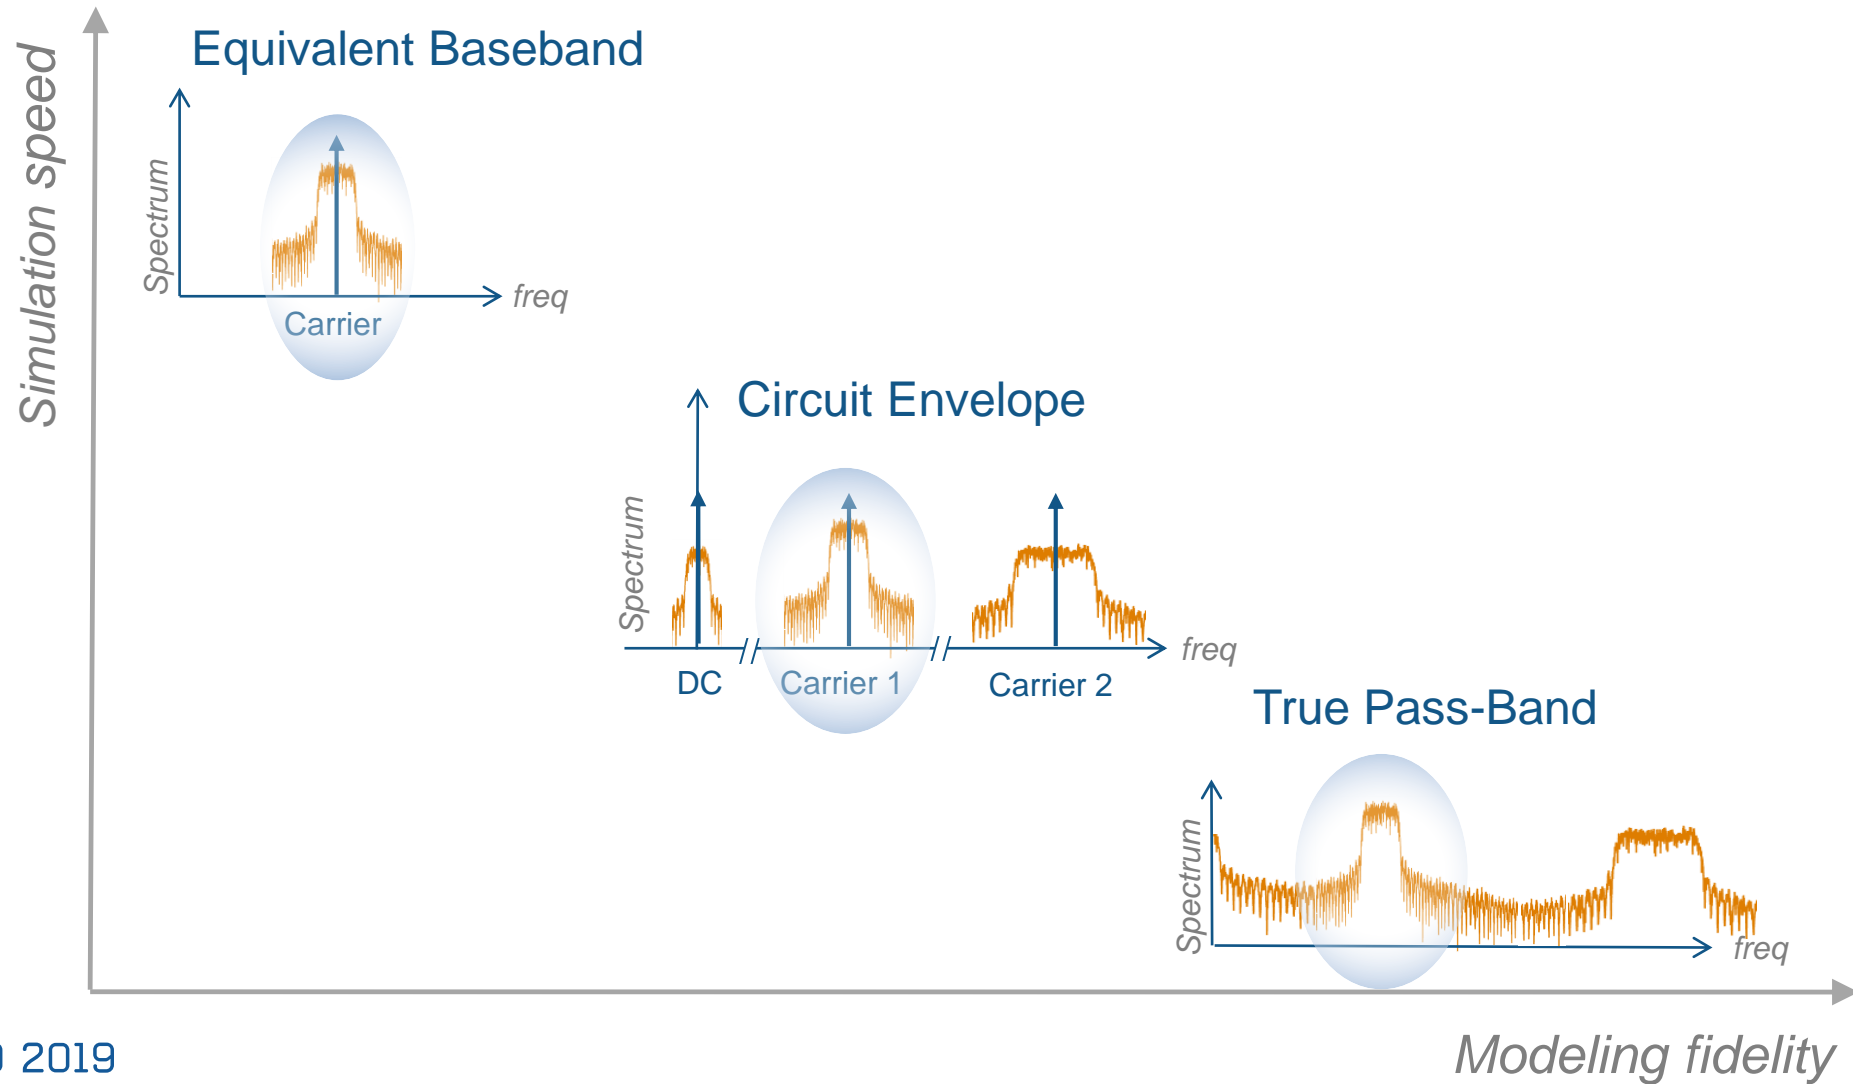 Simulation speed
Equivalent Baseband
Spectrum
freq
Carrier
Circuit Envelope
Spectrum
freq
DC
Carrier 1
Carrier 2
True Pass-Band
Spectrum
freq
2019
Modeling fidelity